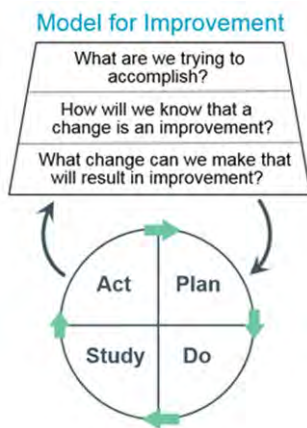 Model for Improvement
What are we trying to
accomplish?
How will we know that a
change is an improvement?
What change can we make that
will result in improvement?
Act
Plan
Study
Do